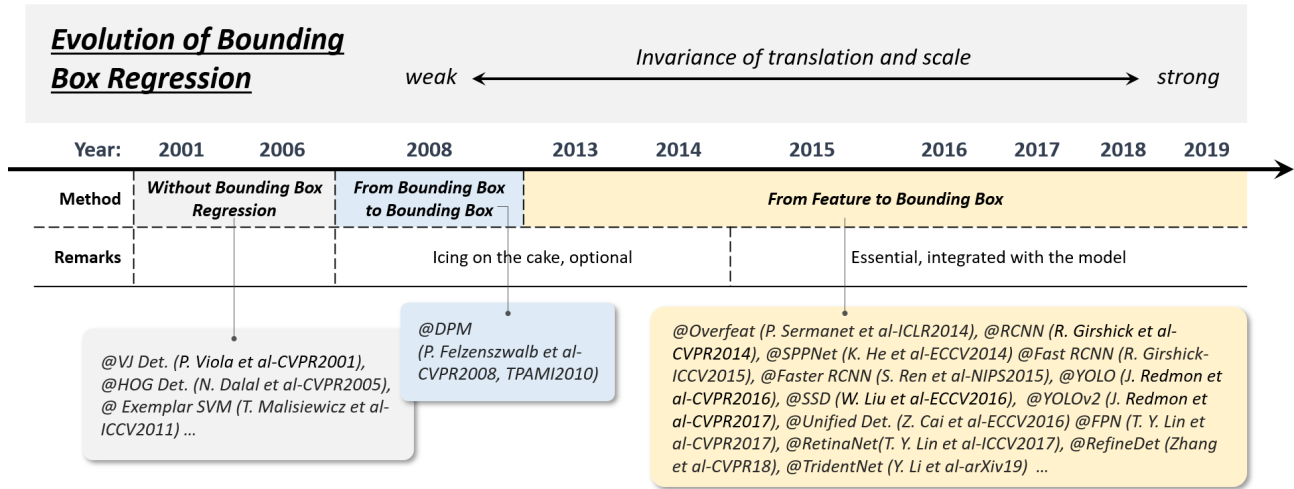 Evolution of Bounding
Box Regression
Invariance of translation and scale
weak
strong
Year: 2001 2006 2008 2013 2014 2015 2016 2017 2018 2019
Method
Without Bounding Box
Regression
From Bounding Box
to Bounding Box
From Feature to Bounding Box
Remarks
Icing on the cake, optional
Essential, integrated with the model
@VJ Det. (P. Viola et al-CVPR2001),
@HOG Det. (N. Dalal et al-CVPR2005),
@ Exemplar SVM (T. Malisiewicz et al-
ICCV2011) ...
@DPM
(P. Felzenszwalb et al-
CVPR2008, TPAMI2010)
@Overfeat (P. Sermanet et al-ICLR2014), @RCNN (R. Girshick et al-
CVPR2014), @SPPNet (K. He et al-ECCV2014) @Fast RCNN (R. Girshick-
ICCV2015), @Faster RCNN (S. Ren et al-NIPS2015), @YOLO (J. Redmon et
al-CVPR2016), @SSD (W. Liu et al-ECCV2016), @YOLOv2 (J. Redmon et
al-CVPR2017), @Unified Det. (Z. Cai et al-ECCV2016) @FPN (T. Y. Lin et
al-CVPR2017), @RetinaNet(T. Y. Lin et al-ICCV2017), @RefineDet (Zhang
et al-CVPR18), @TridentNet (Y. Li et al-arXiv19) ...